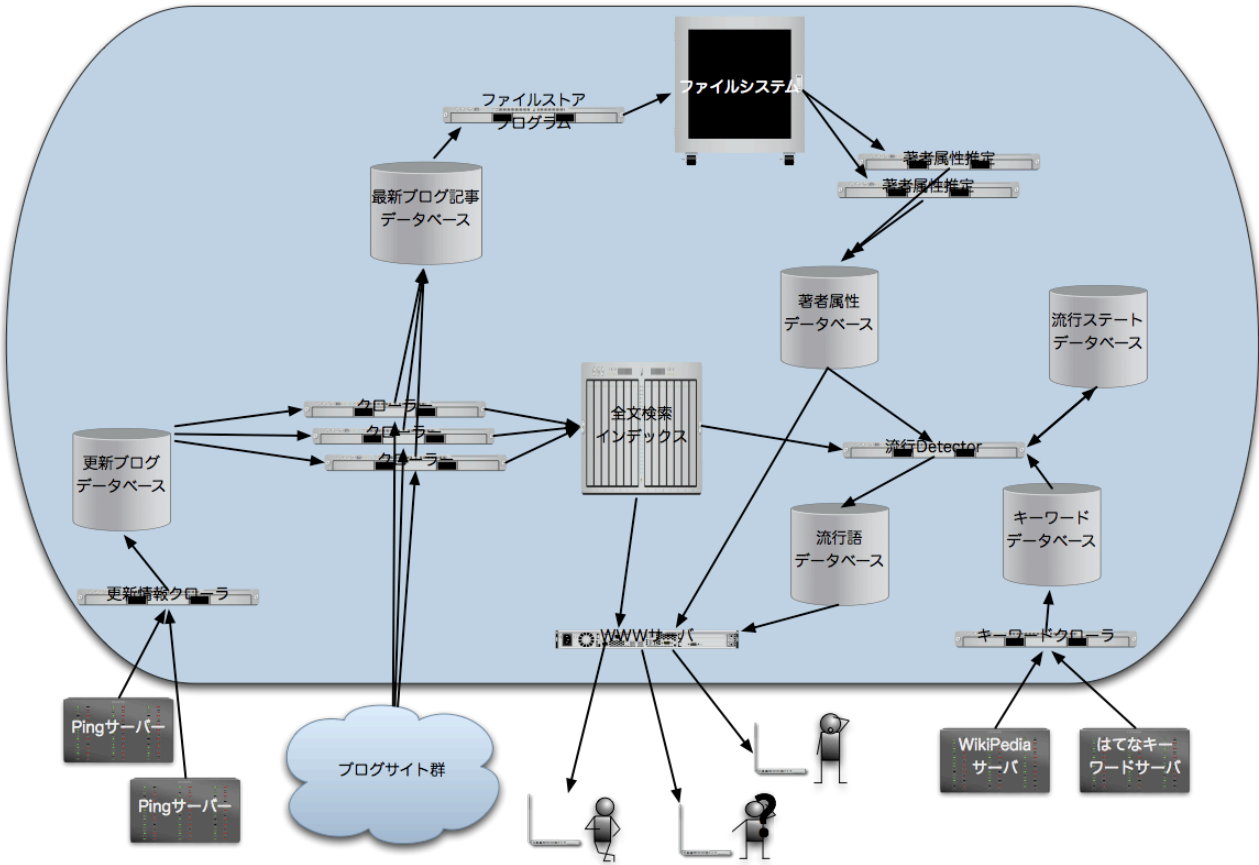 ファイルシステム
ファイルストア
プログラム
著者属性推定
著者属性推定
最新ブログ記事
データベース
著者属性
データベース
流行ステート
データベース
クローラー
クローラー
クローラー
全文検索
インデックス
流行Detector
更新ブログ
データベース
流行語
データベース
キーワード
データベース
更新情報クローラ
WWWサーバ
キーワードクローラ
Pingサーバー
Pingサーバー
ブログサイト群
WikiPedia
サーバ
はてなキー
ワードサーバ